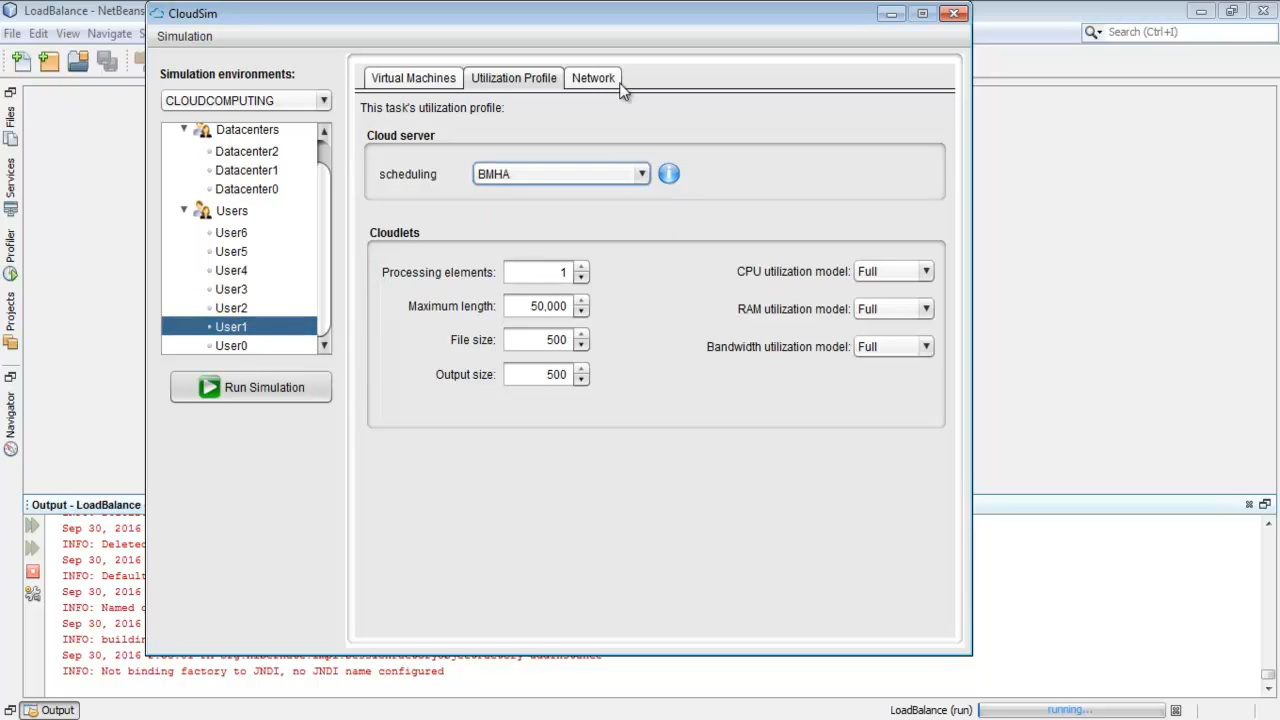 LoadBalance - NetBeans
CloudSim
File Edit View Navigate S
Simulation
Search (Ctrl+I)
Simulation environments:
CLOUDCOMPUTING
Datacenters
Datacenter2
Datacenter1
Datacenter0
Users
User6
User5
User4
User3
User2
User1
User0
Run Simulation
Virtual Machines
Utilization Profile
Network
This task's utilization profile:
Cloud server
scheduling
BMHA
Cloudlets
Processing elements: 1
CPU utilization model: Full
Maximum length: 50,000
RAM utilization model: Full
File size: 500
Bandwidth utilization model: Full
Output size: 500
Files
Services
Profiler
Projects
Navigator
Output - LoadBalance
Sep 30, 2016
INFO: Deleted
Sep 30, 2016
INFO: Default
Sep 30, 2016
INFO: Named
Sep 30, 2016
INFO: buildin
Sep 30, 2016
INFO: Not binding factory to JNDI, no JNDI name configured
Output
LoadBalance (run)
running...